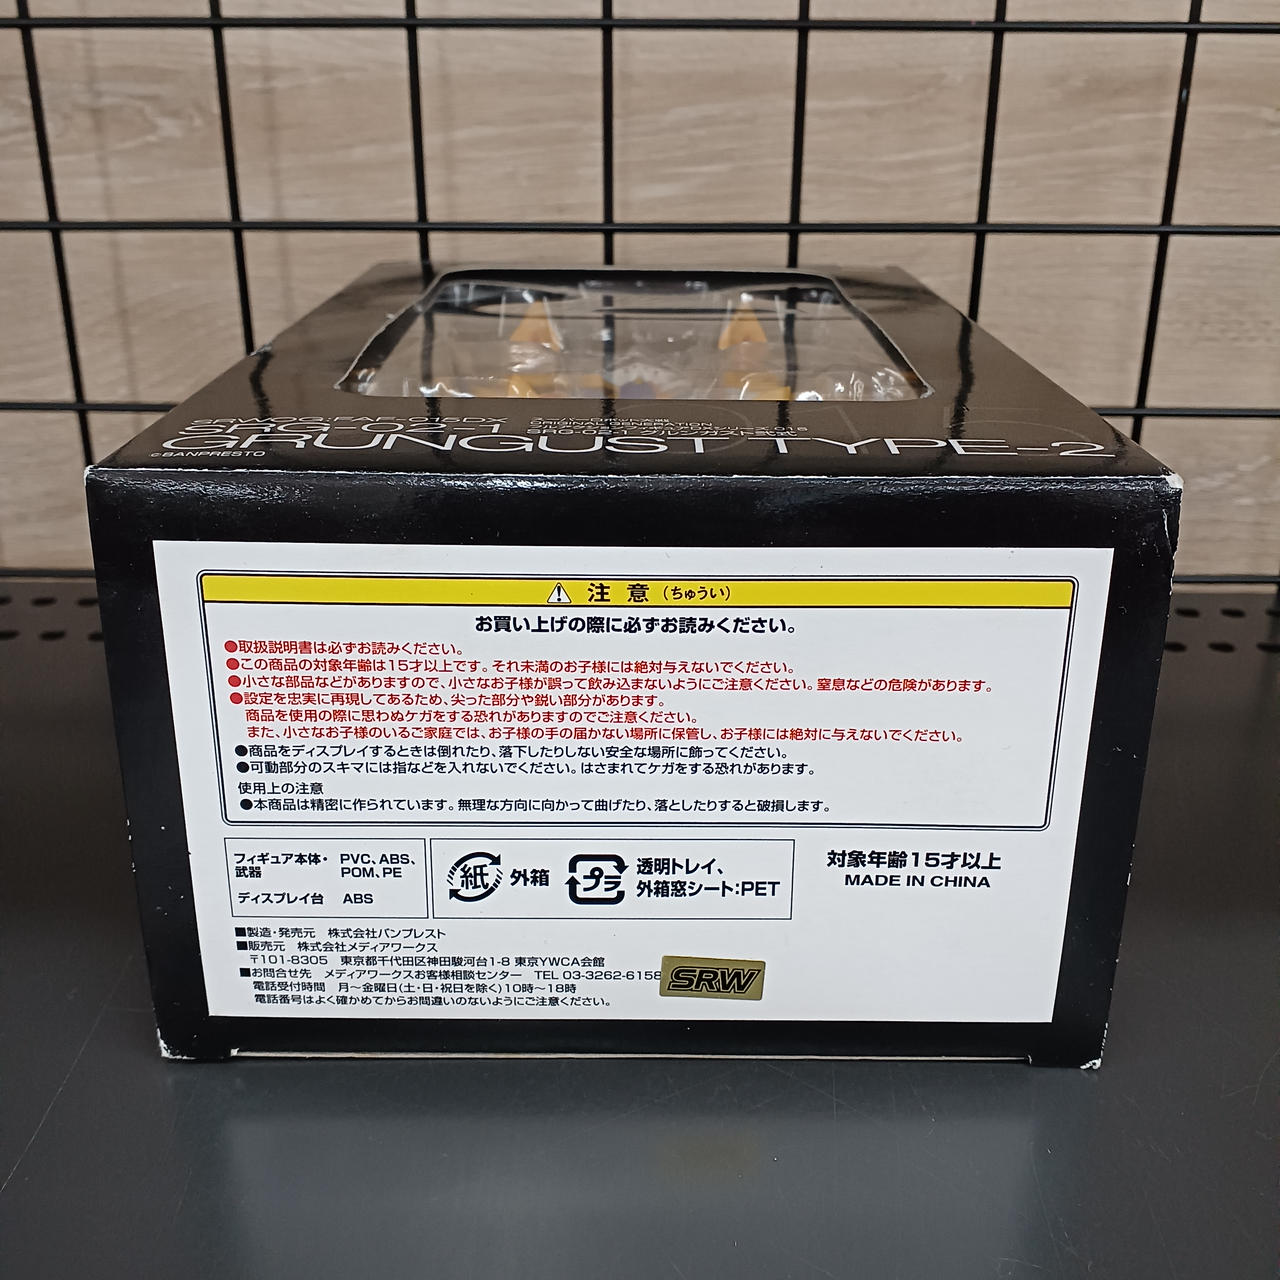 SRWOG:FAF-015DX
SRG-02-1
スーパーロボット大戦
ORIGINAL GENERATION
GRUNGUST TYPE-2
©BANPRESTO
注 意 (ちゅうい)
お買い上げの際に必ずお読みください。
●取扱説明書は必ずお読みください。
●この商品の対象年齢は15才以上です。それ未満のお子様には絶対与えないでください。
●小さな部品などがありますので、小さなお子様が誤って飲み込まないようにご注意ください。窒息などの危険があります。
●設定を忠実に再現してあるため、尖った部分や鋭い部分があります。
商品を使用の際に思わぬケガをする恐れがありますのでご注意ください。
また、小さなお子様のいるご家庭では、お子様の手の届かない場所に保管し、お子様には絶対に与えないでください。
●商品をディスプレイするときは倒れたり、落下したりしない安全な場所に飾ってください。
●可動部分のスキマには指などを入れないでください。はさまれてケガをする恐れがあります。
使用上の注意
●本商品は精密に作られています。無理な方向に向かって曲げたり、落としたりすると破損します。
フィギュア本体・ PVC、ABS、
武器 POM、PE
ディスプレイ台 ABS
紙 外箱
プラ 透明トレイ、
外箱窓シート:PET
対象年齢15才以上
MADE IN CHINA
■製造・発売元 株式会社バンプレスト
■販売元 株式会社メディアワークス
〒101-8305 東京都千代田区神田駿河台1-8 東京YWCA会館
■お問合せ先 メディアワークスお客様相談センター TEL 03-3262-6158
電話受付時間 月～金曜日(土・日・祝日を除く)10時～18時
電話番号はよく確かめてからお間違いのないようにご注意ください。
SRW